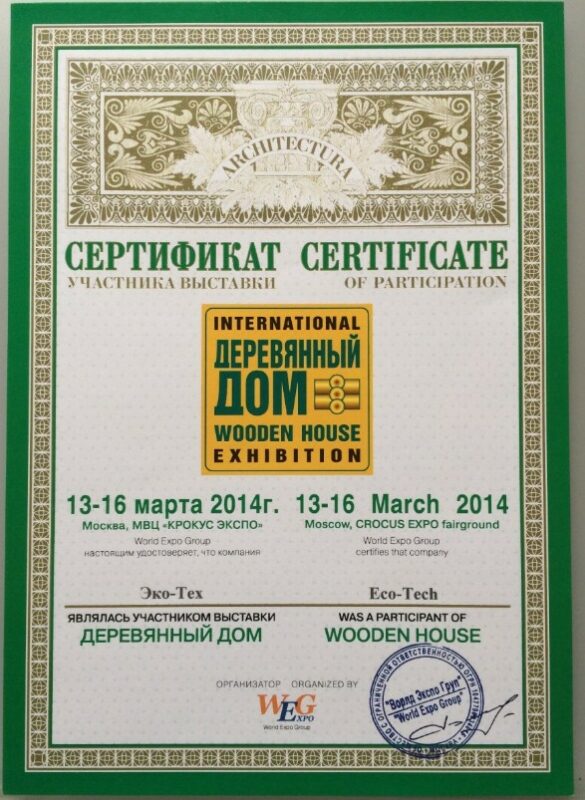 ARCHITECTURA
СЕРТИФИКАТ CERTIFICATE
УЧАСТНИКА ВЫСТАВКИ OF PARTICIPATION
INTERNATIONAL
ДЕРЕВЯННЫЙ
ДОМ
WOODEN HOUSE
EXHIBITION
13-16 марта 2014г. 13-16 March 2014
Москва, МВЦ «КРОКУС ЭКСПО» Moscow, CROCUS EXPO fairground
World Expo Group World Expo Group
настоящим удостоверяет, что компания certifies that company
Эко-Тех Eco-Tech
ЯВЛЯЛАСЬ УЧАСТНИКОМ ВЫСТАВКИ WAS A PARTICIPANT OF
ДЕРЕВЯННЫЙ ДОМ WOODEN HOUSE
ОРГАНИЗАТОР ORGANIZED BY
WEG
EXPO
World Expo Group
ОГРАНИЧЕННОЙ ОТВЕТСТВЕННОСТЬЮ ОГРН
"Ворлд Экспо Груп"
"World Expo Group"